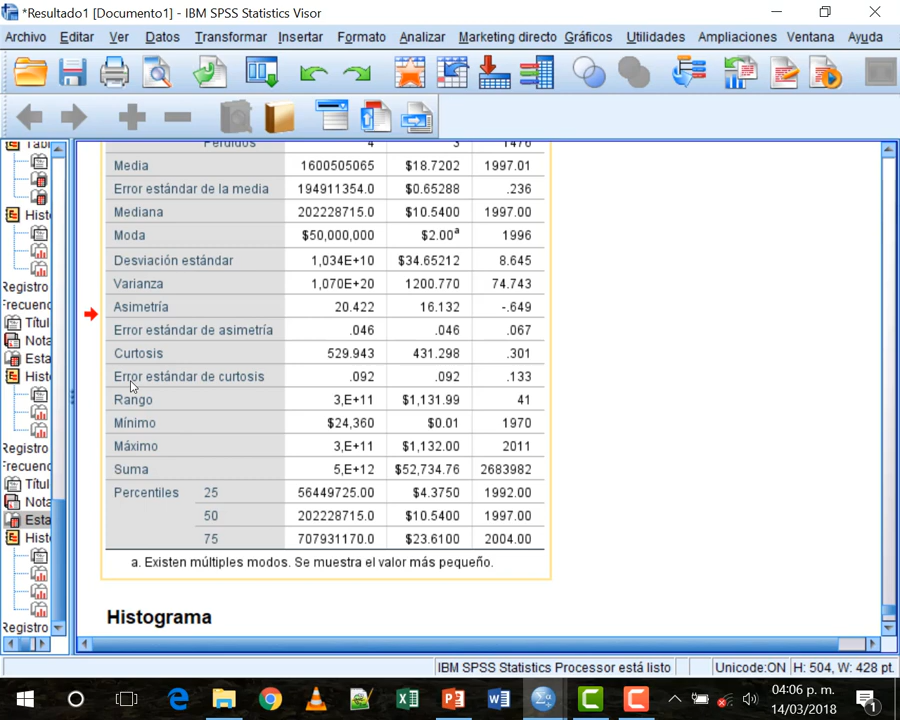 *Resultado1 [Documento1] - IBM SPSS Statistics Visor
Archivo Editar Ver Datos Transformar Insertar Formato Analizar Marketing directo Gráficos Utilidades Ampliaciones Ventana Ayuda
Perdidos 4 3 1476
Media 1600505065 $18.7202 1997.01
Error estándar de la media 194911354.0 $0.65288 .236
Mediana 202228715.0 $10.5400 1997.00
Moda $50,000,000 $2.00a 1996
Desviación estándar 1,034E+10 $34.65212 8.645
Varianza 1,070E+20 1200.770 74.743
Asimetría 20.422 16.132 -.649
Error estándar de asimetría .046 .046 .067
Curtosis 529.943 431.298 .301
Error estándar de curtosis .092 .092 .133
Rango 3,E+11 $1,131.99 41
Mínimo $24,360 $0.01 1970
Máximo 3,E+11 $1,132.00 2011
Suma 5,E+12 $52,734.76 2683982
Percentiles 25 56449725.00 $4.3750 1992.00
50 202228715.0 $10.5400 1997.00
75 707931170.0 $23.6100 2004.00
a. Existen múltiples modos. Se muestra el valor más pequeño.
Histograma
Tabl
Hist
Registro
Frecuenc
Títul
Nota
Esta
Hist
Registro
Frecuenc
Títul
Nota
Esta
Hist
Registro
IBM SPSS Statistics Processor está listo Unicode:ON H: 504, W: 428 pt.
04:06 p. m.
14/03/2018
1